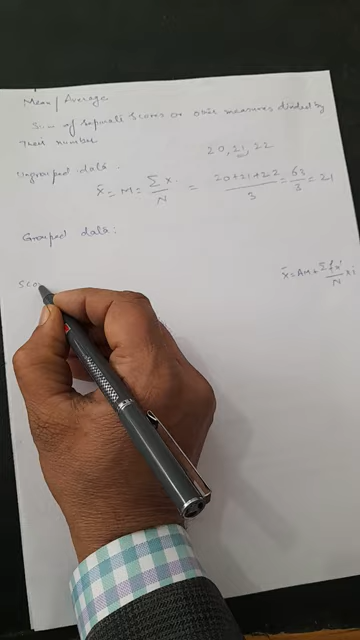 Mean / Average
Sum of separate scores or other measures divided by
their number
Ungrouped data.
20, 21, 22
x̄ = M = Σx / N = 20+21+22 / 3 = 63 / 3 = 21
Grouped data:
x̄ = AM + Σfx' / N x i
Sco